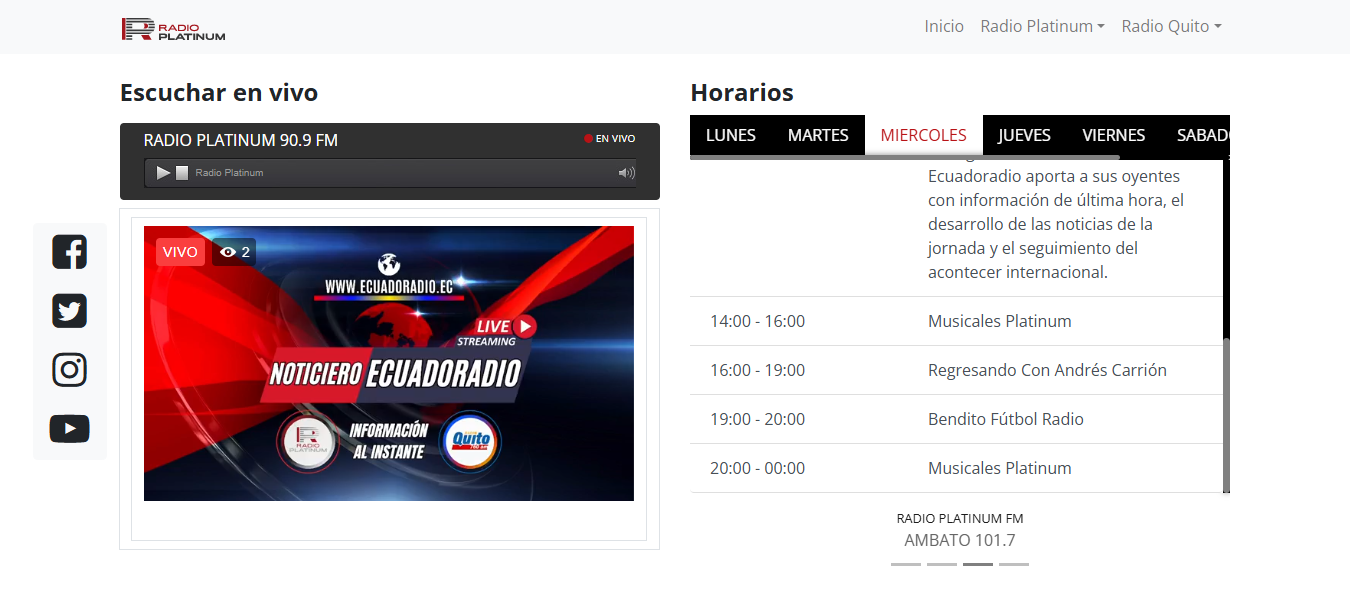 RADIO
PLATINUM
Inicio
Radio Platinum
Radio Quito
Escuchar en vivo
RADIO PLATINUM 90.9 FM
EN VIVO
Radio Platinum
VIVO
2
WWW.ECUADORADIO.EC
LIVE
STREAMING
NOTICIERO ECUADORADIO
RADIO
PLATINUM
INFORMACIÓN
AL INSTANTE
Quito
Horarios
LUNES
MARTES
MIERCOLES
JUEVES
VIERNES
SABAD
Ecuadoradio aporta a sus oyentes
con información de última hora, el
desarrollo de las noticias de la
jornada y el seguimiento del
acontecer internacional.
14:00 - 16:00 Musicales Platinum
16:00 - 19:00 Regresando Con Andrés Carrión
19:00 - 20:00 Bendito Fútbol Radio
20:00 - 00:00 Musicales Platinum
RADIO PLATINUM FM
AMBATO 101.7